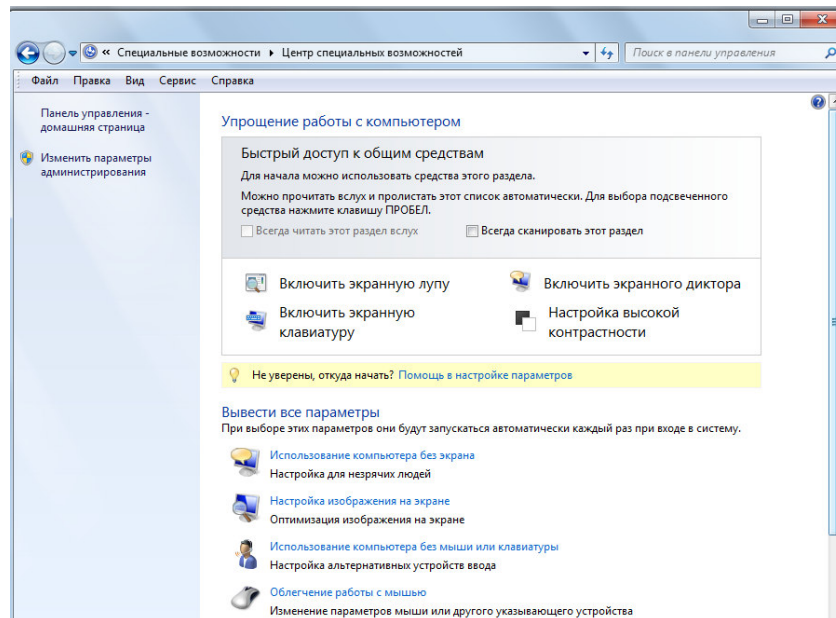 « Специальные возможности ▸ Центр специальных возможностей
Поиск в панели управления
Файл Правка Вид Сервис Справка
Панель управления -
домашняя страница
Изменить параметры
администрирования
Упрощение работы с компьютером
Быстрый доступ к общим средствам
Для начала можно использовать средства этого раздела.
Можно прочитать вслух и пролистать этот список автоматически. Для выбора подсвеченного
средства нажмите клавишу ПРОБЕЛ.
Всегда читать этот раздел вслух Всегда сканировать этот раздел
Включить экранную лупу Включить экранного диктора
Включить экранную
клавиатуру
Настройка высокой
контрастности
Не уверены, откуда начать? Помощь в настройке параметров
Вывести все параметры
При выборе этих параметров они будут запускаться автоматически каждый раз при входе в систему.
Использование компьютера без экрана
Настройка для незрячих людей
Настройка изображения на экране
Оптимизация изображения на экране
Использование компьютера без мыши или клавиатуры
Настройка альтернативных устройств ввода
Облегчение работы с мышью
Изменение параметров мыши или другого указывающего устройства